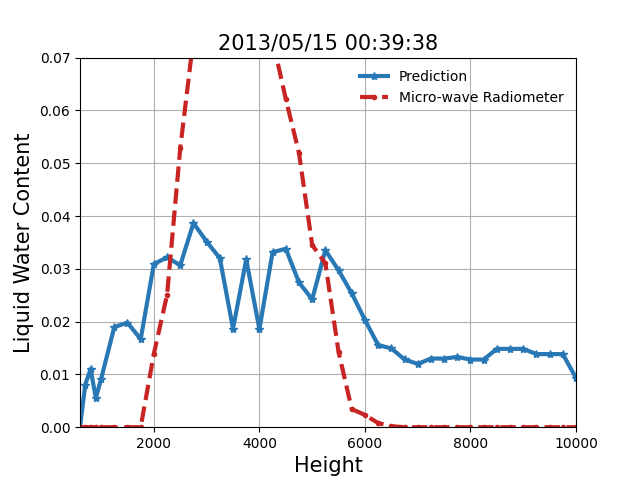 2013/05/15 00:39:38
Prediction
Micro-wave Radiometer
Liquid Water Content
0.07
0.06
0.05
0.04
0.03
0.02
0.01
0.00
2000 4000 6000 8000 10000
Height